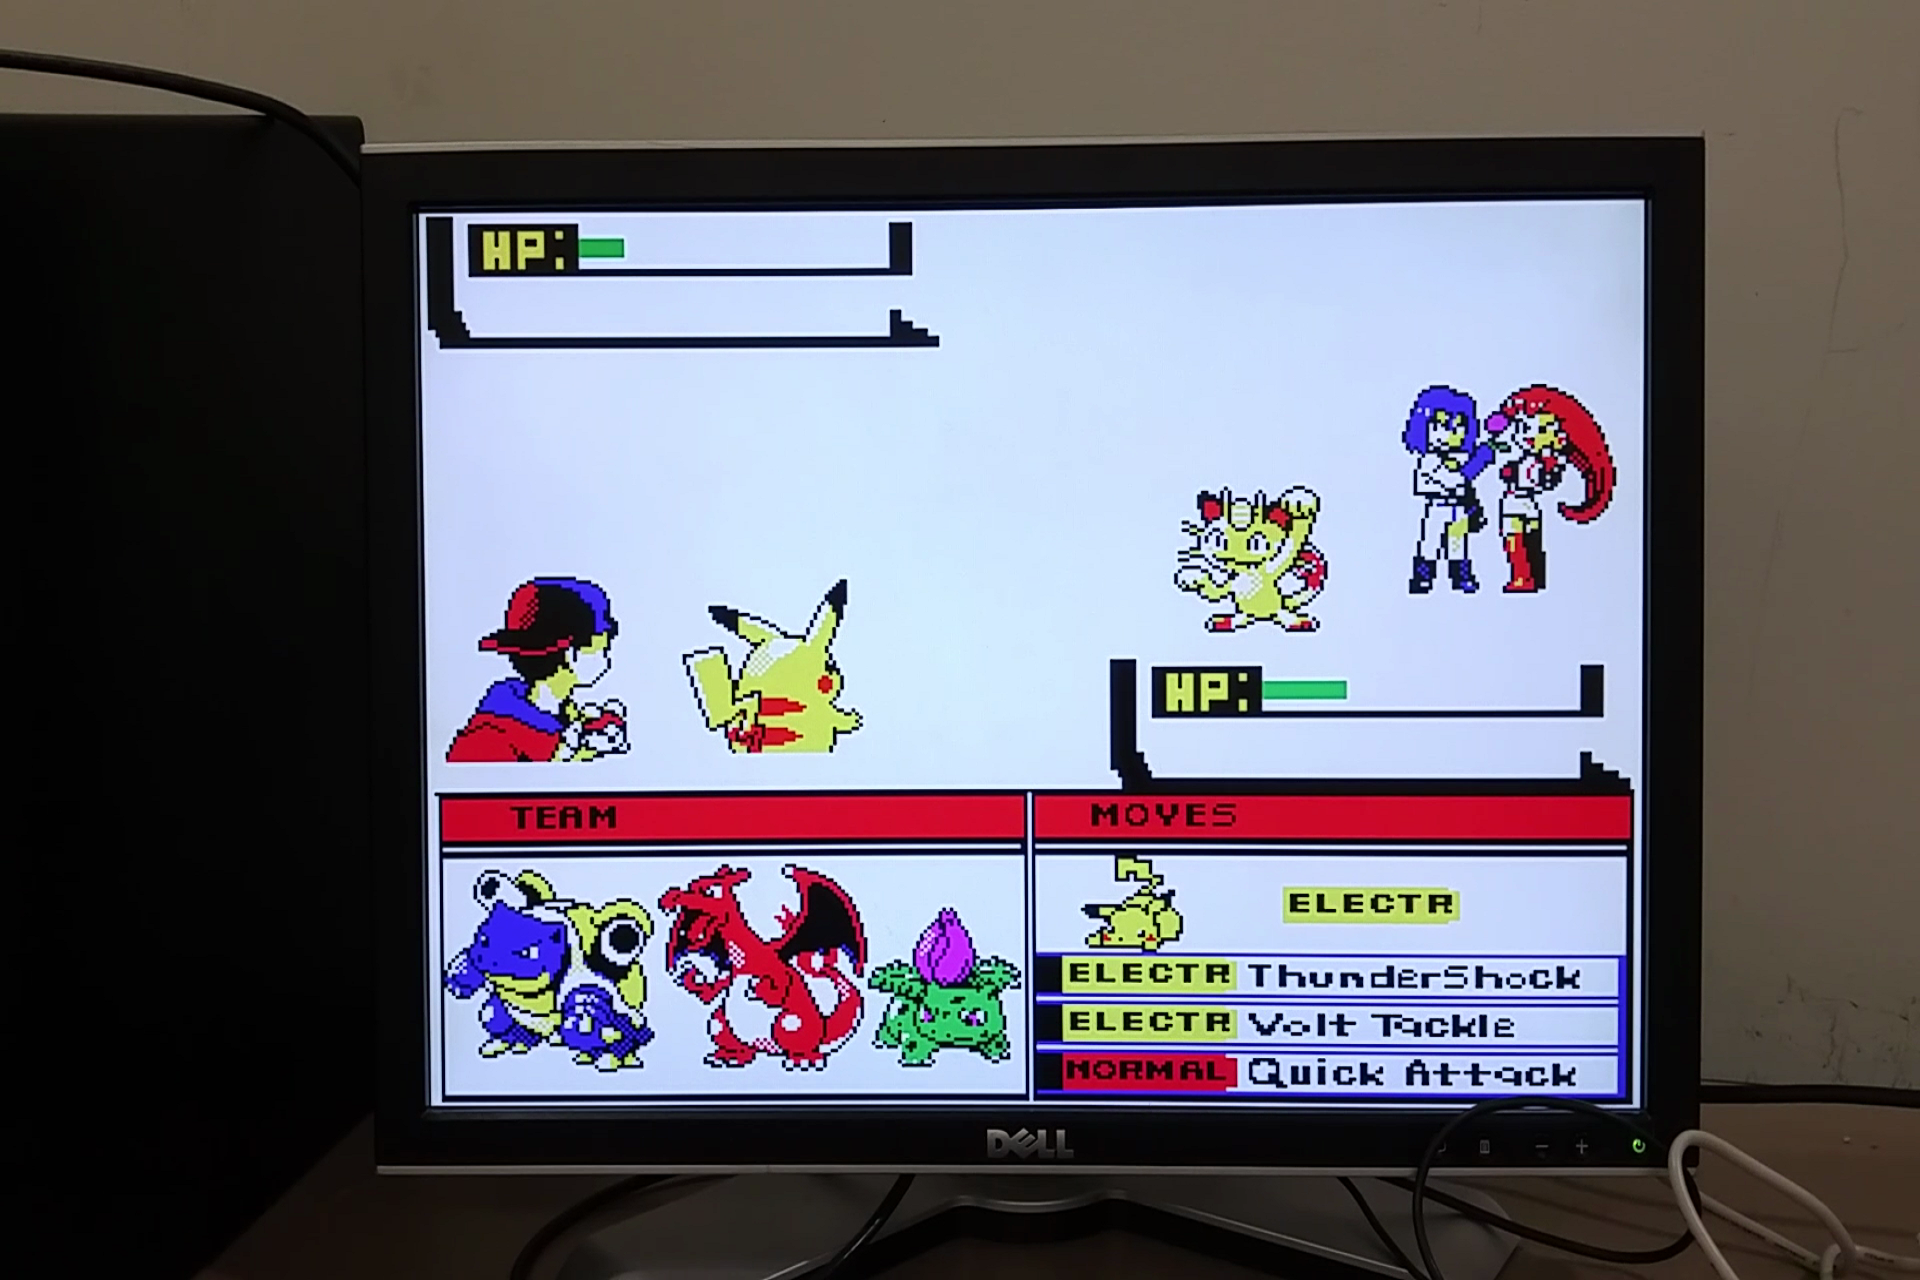 HP:
HP:
TEAM
MOVES
ELECTR
ELECTR ThunderShock
ELECTR Volt Tackle
NORMAL Quick Attack
DELL